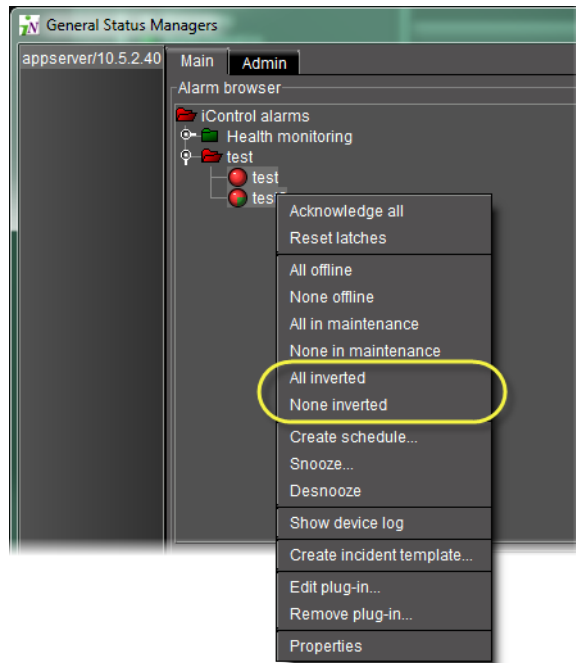 General Status Managers
appserver/10.5.2.40
Main
Admin
Alarm browser
iControl alarms
Health monitoring
test
test
Acknowledge all
Reset latches
All offline
None offline
All in maintenance
None in maintenance
All inverted
None inverted
Create schedule...
Snooze...
Desnooze
Show device log
Create incident template...
Edit plug-in...
Remove plug-in...
Properties